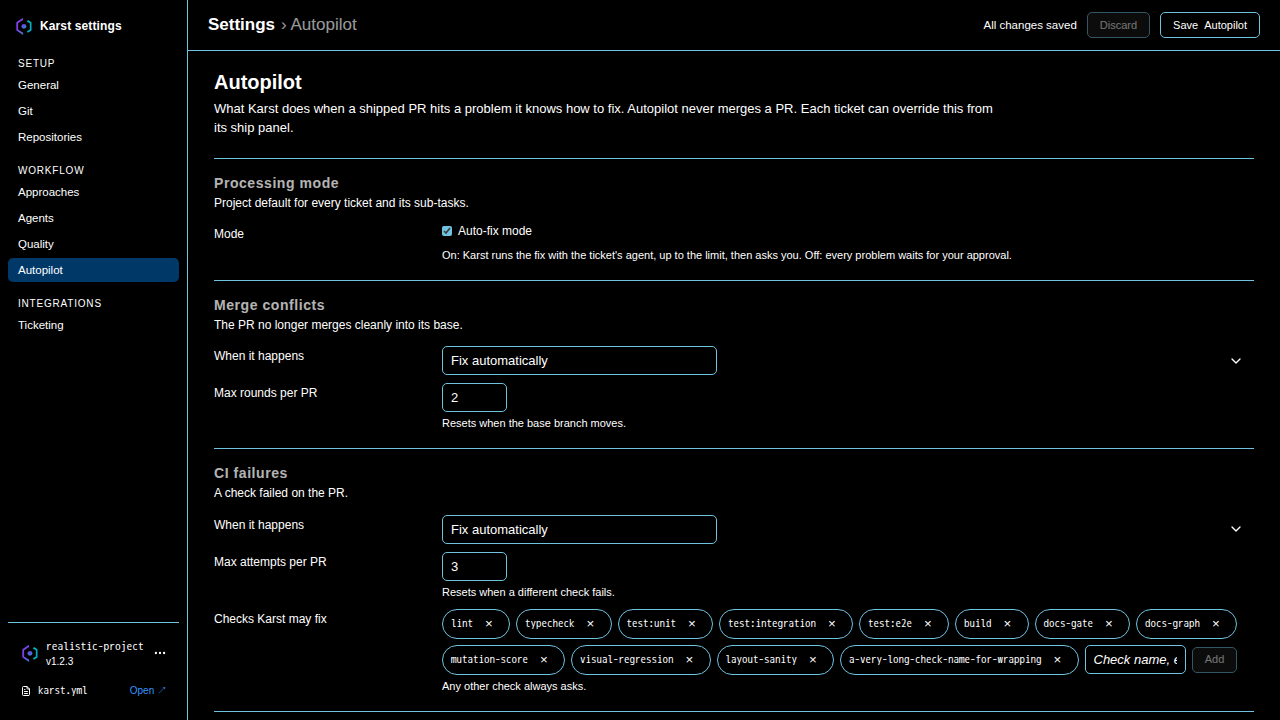 Karst settings
SETUP
General
Git
Repositories
WORKFLOW
Approaches
Agents
Quality
Autopilot
INTEGRATIONS
Ticketing
realistic-project
v1.2.3
karst.yml Open ↗
Settings › Autopilot
All changes saved Discard Save Autopilot
Autopilot
What Karst does when a shipped PR hits a problem it knows how to fix. Autopilot never merges a PR. Each ticket can override this from
its ship panel.
Processing mode
Project default for every ticket and its sub-tasks.
Mode Auto-fix mode
On: Karst runs the fix with the ticket's agent, up to the limit, then asks you. Off: every problem waits for your approval.
Merge conflicts
The PR no longer merges cleanly into its base.
When it happens Fix automatically
Max rounds per PR 2
Resets when the base branch moves.
CI failures
A check failed on the PR.
When it happens Fix automatically
Max attempts per PR 3
Resets when a different check fails.
Checks Karst may fix lint × typecheck × test:unit × test:integration × test:e2e × build × docs-gate × docs-graph ×
mutation-score × visual-regression × layout-sanity × a-very-long-check-name-for-wrapping × Check name, e Add
Any other check always asks.